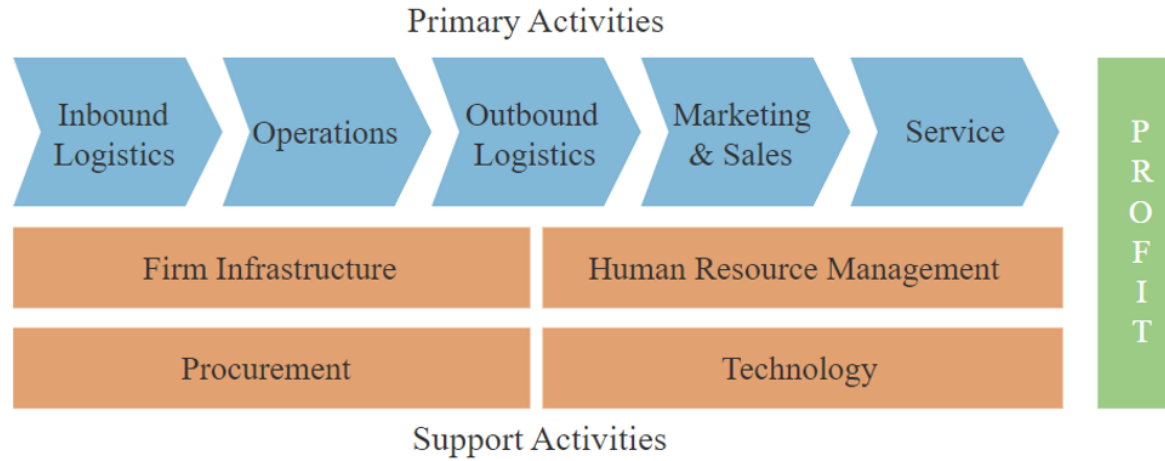 Primary Activities
Inbound
Logistics
Operations
Outbound
Logistics
Marketing
& Sales
Service
PROFIT
Firm Infrastructure
Human Resource Management
Procurement
Technology
Support Activities